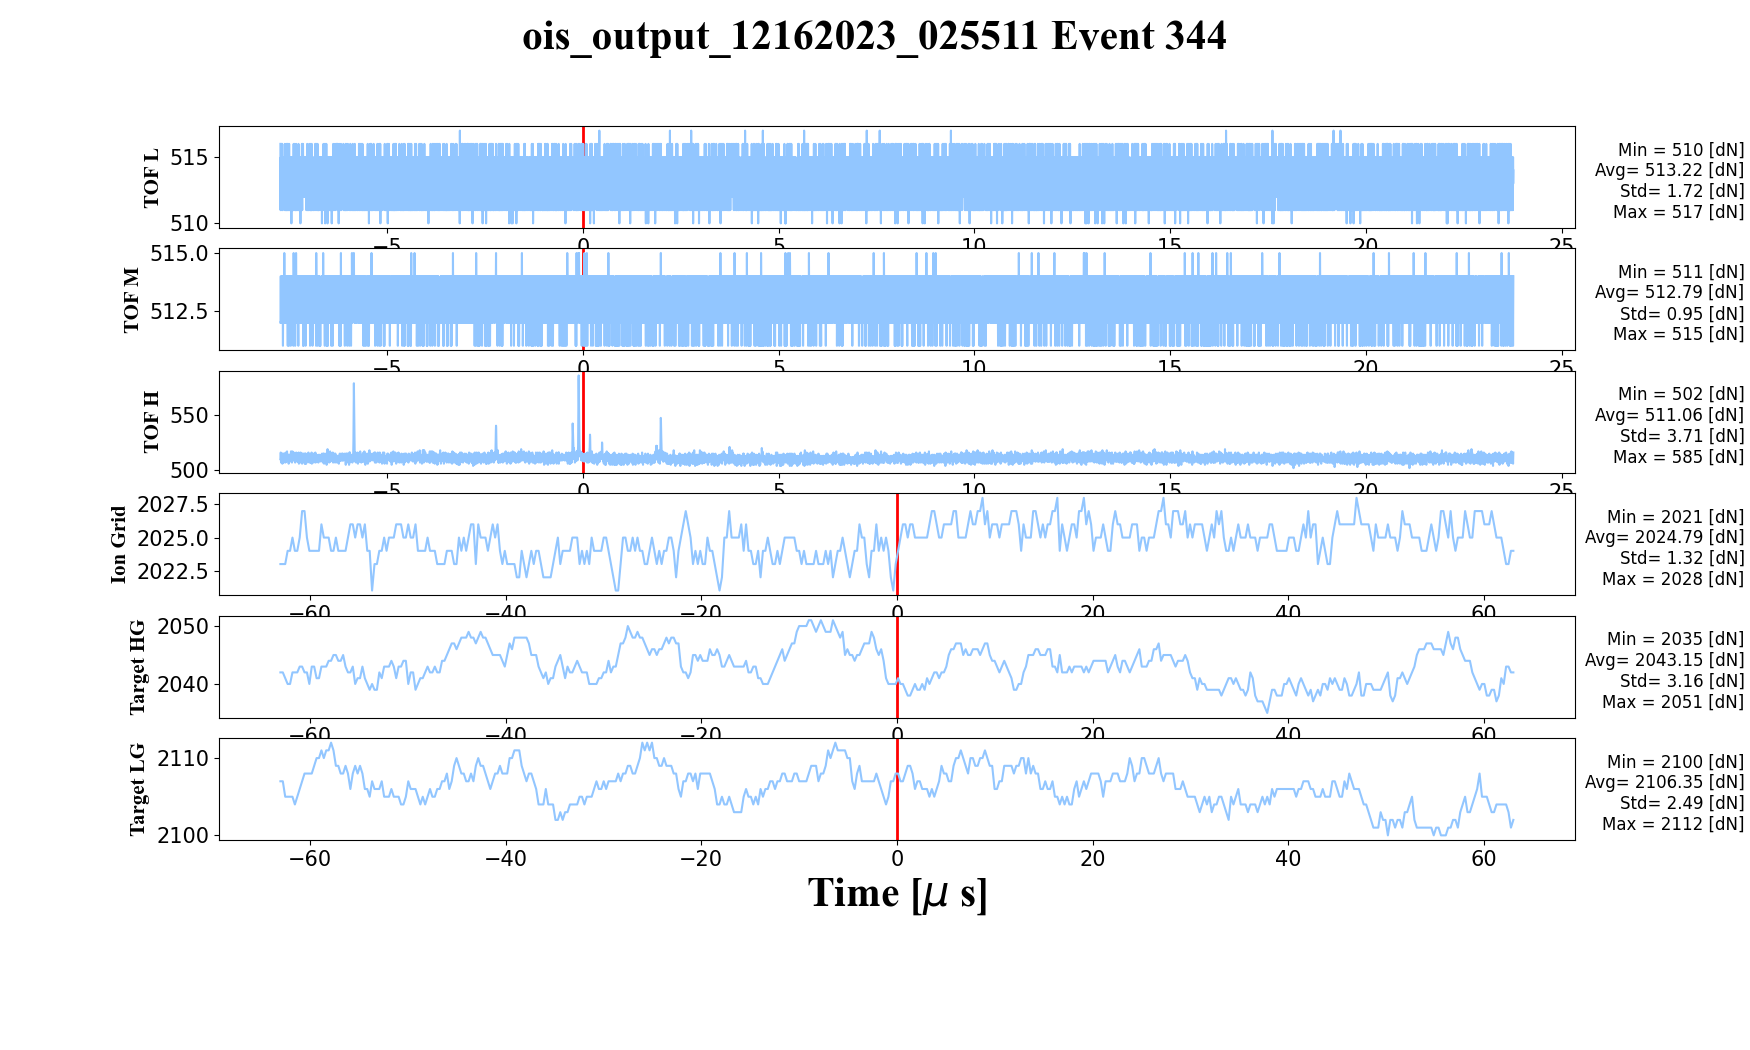 ois_output_12162023_025511 Event 344
TOF L
515
510
Min = 510 [dN]
Avg= 513.22 [dN]
Std= 1.72 [dN]
Max = 517 [dN]
−5 0 5 10 15 20 25
TOF M
515.0
512.5
Min = 511 [dN]
Avg= 512.79 [dN]
Std= 0.95 [dN]
Max = 515 [dN]
−5 0 5 10 15 20 25
TOF H
550
500
Min = 502 [dN]
Avg= 511.06 [dN]
Std= 3.71 [dN]
Max = 585 [dN]
−5 0 5 10 15 20 25
Ion Grid
2027.5
2025.0
2022.5
Min = 2021 [dN]
Avg= 2024.79 [dN]
Std= 1.32 [dN]
Max = 2028 [dN]
−60 −40 −20 0 20 40 60
Target HG
2050
2040
Min = 2035 [dN]
Avg= 2043.15 [dN]
Std= 3.16 [dN]
Max = 2051 [dN]
−60 −40 −20 0 20 40 60
Target LG
2110
2100
Min = 2100 [dN]
Avg= 2106.35 [dN]
Std= 2.49 [dN]
Max = 2112 [dN]
−60 −40 −20 0 20 40 60
Time [μ s]